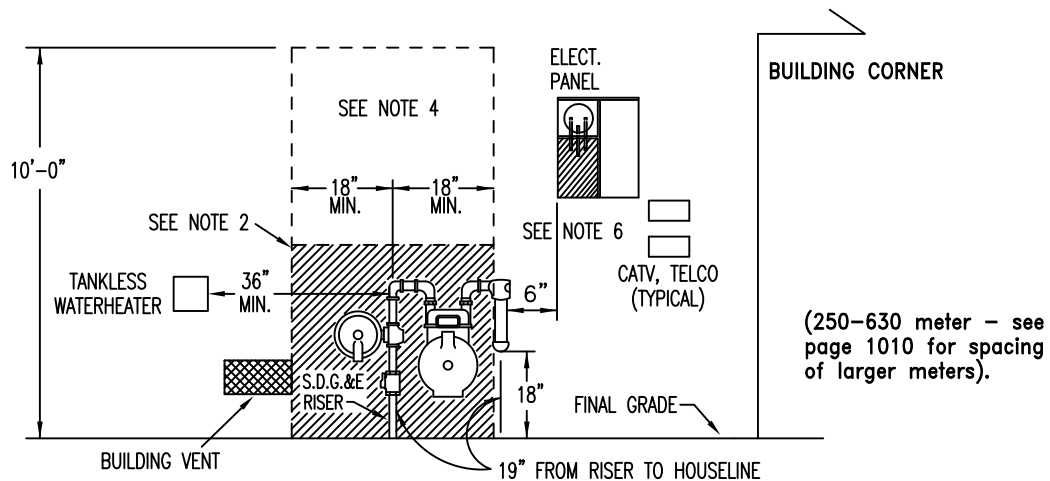 ELECT.
PANEL
BUILDING CORNER
SEE NOTE 4
10'-0"
18"
MIN.
18"
MIN.
SEE NOTE 2
SEE NOTE 6
TANKLESS
WATERHEATER
36"
MIN.
CATV, TELCO
(TYPICAL)
6"
(250-630 meter - see
page 1010 for spacing
of larger meters).
S.D.G.&E
RISER
18"
FINAL GRADE
BUILDING VENT
19" FROM RISER TO HOUSELINE